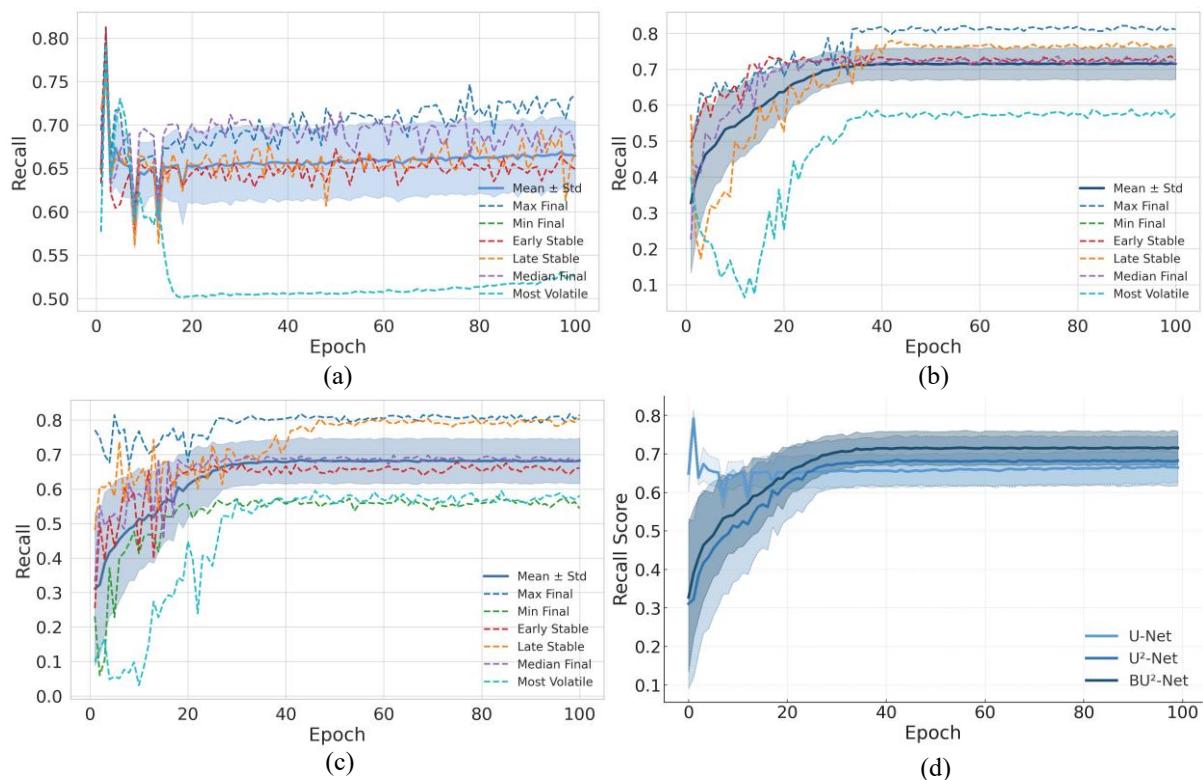 0.80
0.75
0.70
0.65
0.60
0.55
0.50
Recall
0 20 40 60 80 100
Epoch
Mean ± Std
Max Final
Min Final
Early Stable
Late Stable
Median Final
Most Volatile
(a)
0.8
0.7
0.6
0.5
0.4
0.3
0.2
0.1
Recall
0 20 40 60 80 100
Epoch
Mean ± Std
Max Final
Min Final
Early Stable
Late Stable
Median Final
Most Volatile
(b)
0.8
0.7
0.6
0.5
0.4
0.3
0.2
0.1
0.0
Recall
0 20 40 60 80 100
Epoch
Mean ± Std
Max Final
Min Final
Early Stable
Late Stable
Median Final
Most Volatile
(c)
0.8
0.7
0.6
0.5
0.4
0.3
0.2
0.1
Recall Score
0 20 40 60 80 100
Epoch
U-Net
U²-Net
BU²-Net
(d)